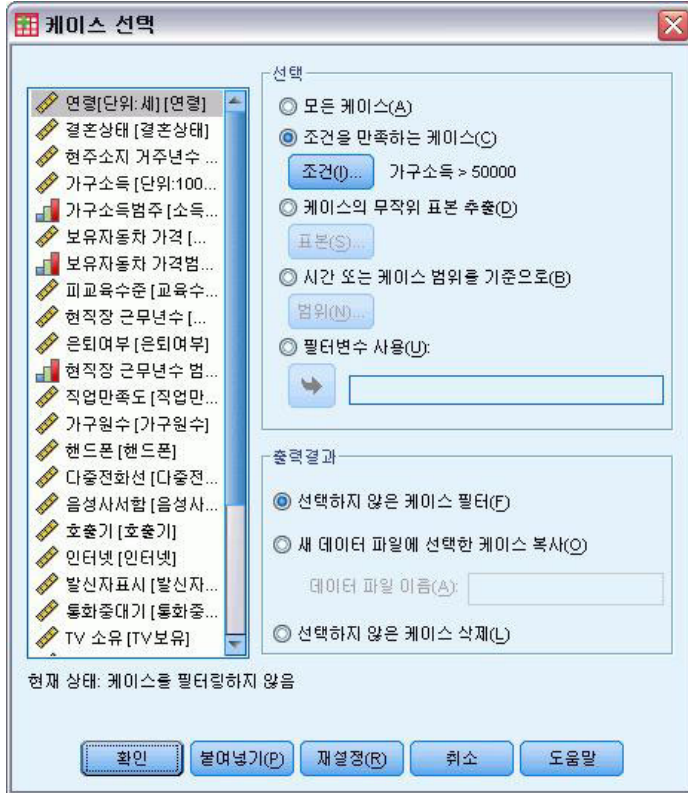 케이스 선택
연령[단위:세] [연령]
결혼상태 [결혼상태]
현주소지 거주년수 ...
가구소득 [단위:100...
가구소득범주 [소득...
보유자동차 가격 [...
보유자동차 가격범...
피교육수준 [교육수...
현직장 근무년수 [...
은퇴여부 [은퇴여부]
현직장 근무년수 범...
직업만족도 [직업만...
가구원수 [가구원수]
핸드폰 [핸드폰]
다중전화선 [다중전...
음성사서함 [음성사...
호출기 [호출기]
인터넷 [인터넷]
발신자표시 [발신자...
통화중대기 [통화중...
TV 소유 [TV보유]
선택
모든 케이스(A)
조건을 만족하는 케이스(C)
조건(I)... 가구소득 > 50000
케이스의 무작위 표본 추출(D)
표본(S)...
시간 또는 케이스 범위를 기준으로(B)
범위(N)...
필터변수 사용(U):
출력결과
선택하지 않은 케이스 필터(F)
새 데이터 파일에 선택한 케이스 복사(O)
데이터 파일 이름(A):
선택하지 않은 케이스 삭제(L)
현재 상태: 케이스를 필터링하지 않음
확인 붙여넣기(P) 재설정(R) 취소 도움말